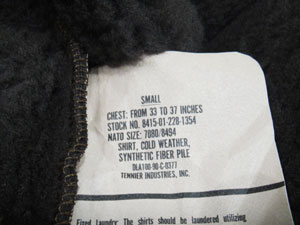 SMALL
CHEST: FROM 33 TO 37 INCHES
STOCK NO. 8415-01-228-1354
NATO SIZE: 7080/8494
SHIRT, COLD WEATHER,
SYNTHETIC FIBER PILE
DLA100-90-C-0377
TENNIER INDUSTRIES, INC.
Fixed Laundry: The shirts should be laundered utilizing